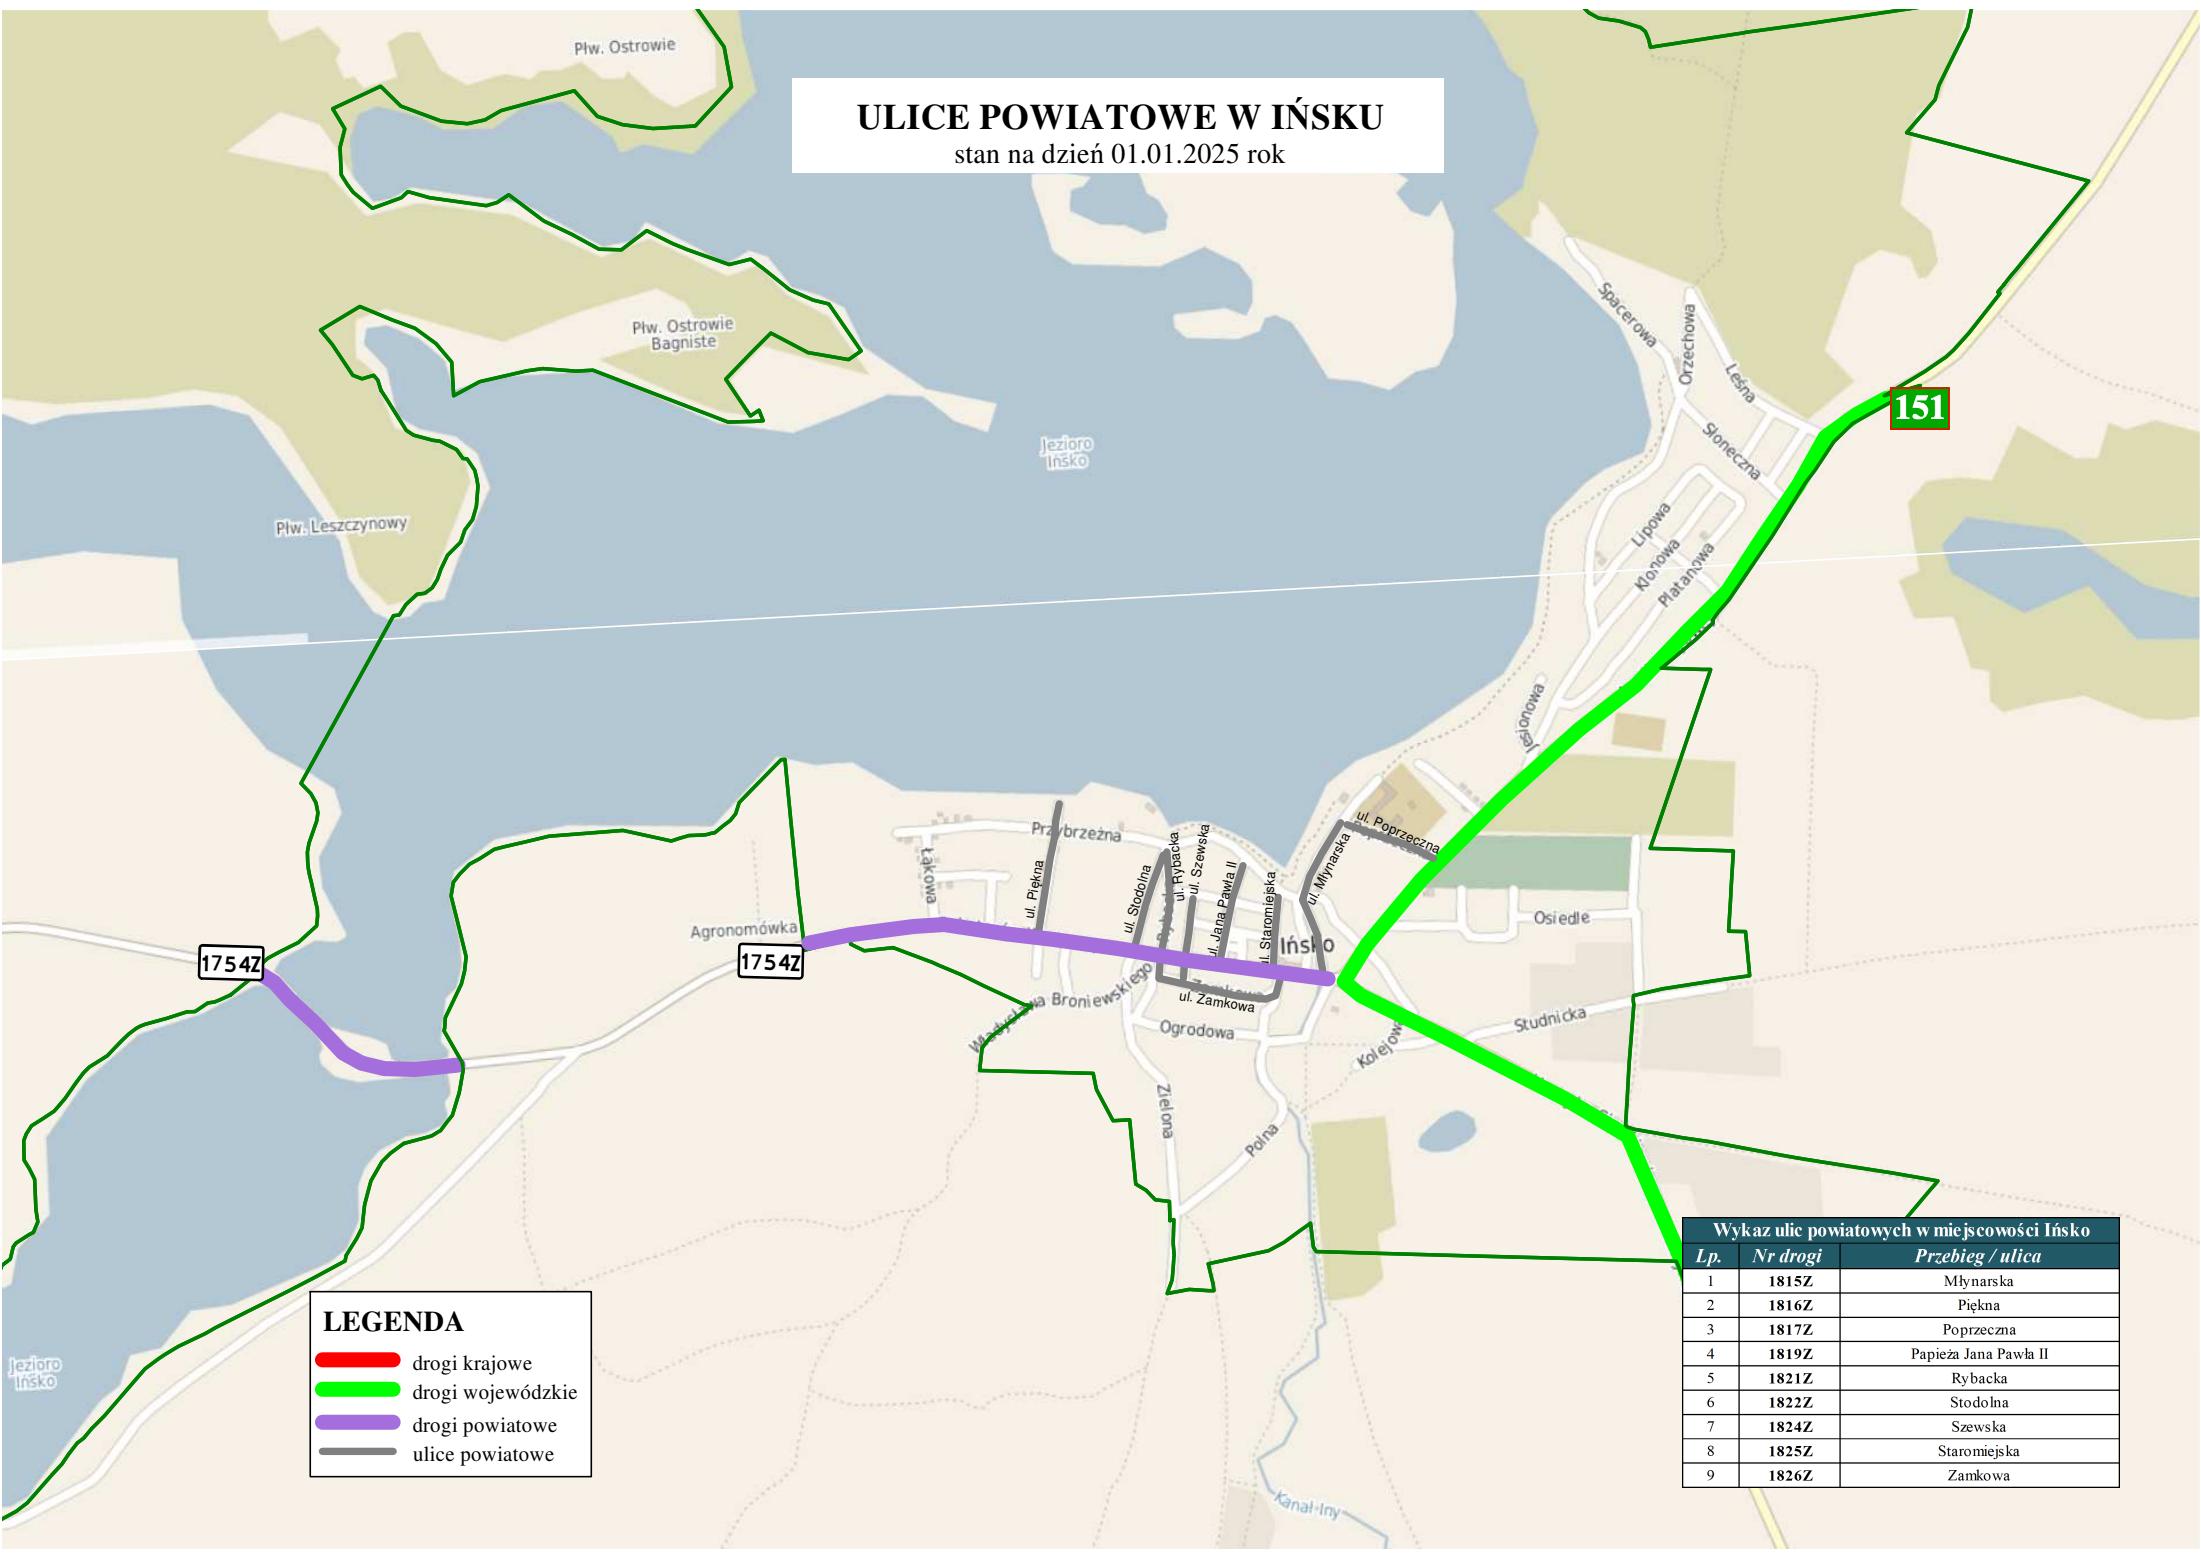 Płw. Ostrowie
ULICE POWIATOWE W IŃSKU
stan na dzień 01.01.2025 rok
Płw. Ostrowie
Bagniste
Spacerowa
Orzechowa
Leśna
151
Słoneczna
Jezioro
Ińsko
Płw. Leszczynowy
Lipowa
Klonowa
Platanowa
Jesionowa
Przybrzeżna
Łąkowa
ul. Piękna
ul. Stodolna
ul. Rybacka
ul. Szewska
ul. Jana Pawła II
ul. Staromiejska
ul. Młynarska
ul. Poprzeczna
Osiedle
Ińsko
Agronomówka
1754Z
1754Z
Władysława Broniewskiego
Zamkowa
ul. Zamkowa
Ogrodowa
Kolejowa
Studnicka
Zielona
Polna
Kanał Iny
Jezioro
Ińsko
LEGENDA
drogi krajowe
drogi wojewódzkie
drogi powiatowe
ulice powiatowe
Wykaz ulic powiatowych w miejscowości Ińsko
Lp. Nr drogi Przebieg / ulica
1 1815Z Młynarska
2 1816Z Piękna
3 1817Z Poprzeczna
4 1819Z Papieża Jana Pawła II
5 1821Z Rybacka
6 1822Z Stodolna
7 1824Z Szewska
8 1825Z Staromiejska
9 1826Z Zamkowa